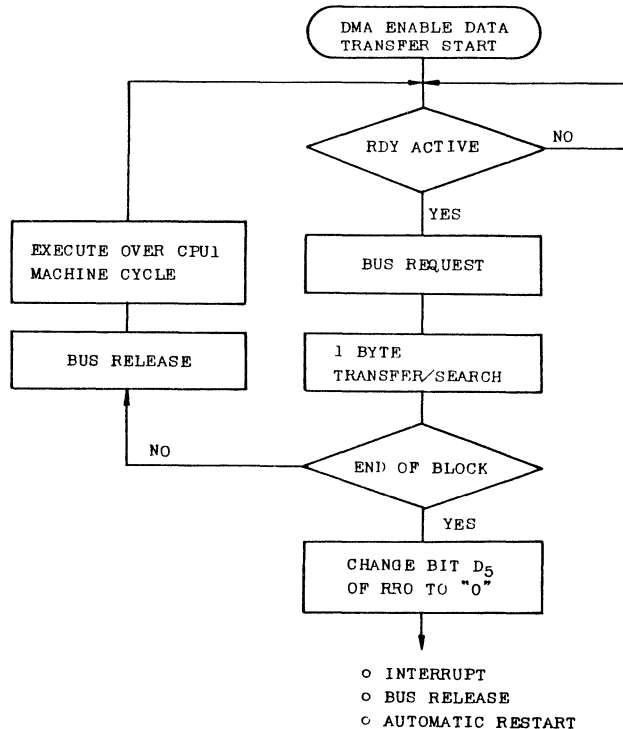 DMA ENABLE DATA
TRANSFER START
RDY ACTIVE
NO
YES
EXECUTE OVER CPU1
MACHINE CYCLE
BUS REQUEST
BUS RELEASE
1 BYTE
TRANSFER/SEARCH
NO
END OF BLOCK
YES
CHANGE BIT D5
OF RRO TO "0"
o INTERRUPT
o BUS RELEASE
o AUTOMATIC RESTART